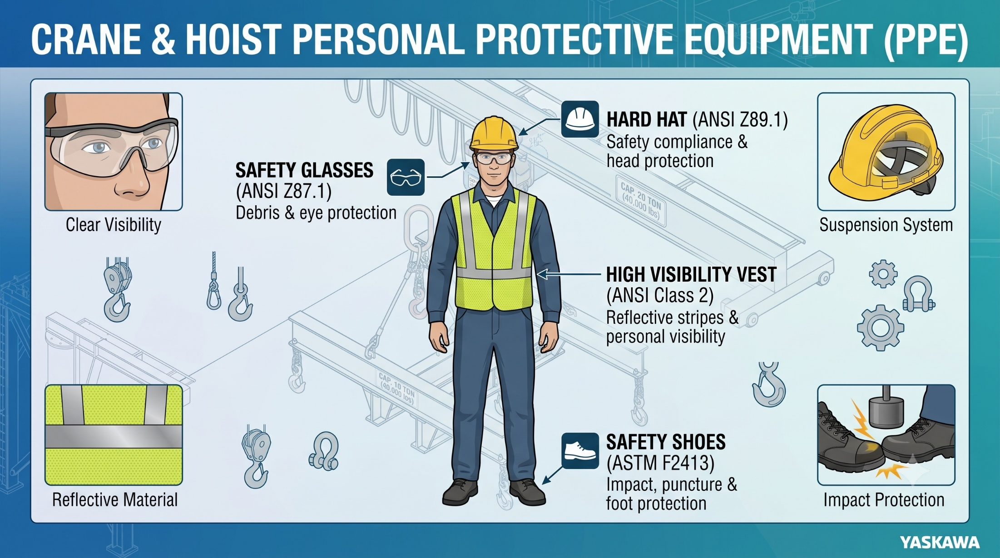 CRANE & HOIST PERSONAL PROTECTIVE EQUIPMENT (PPE)
Clear Visibility
SAFETY GLASSES
(ANSI Z87.1)
Debris & eye protection
HARD HAT (ANSI Z89.1)
Safety compliance &
head protection
CAP. 20 TON
(40,000 lbs)
Suspension System
HIGH VISIBILITY VEST
(ANSI Class 2)
Reflective stripes &
personal visibility
CAP. 10 TON
(40.000 los)
Reflective Material
SAFETY SHOES
(ASTM F2413)
Impact, puncture &
foot protection
Impact Protection
YASKAWA